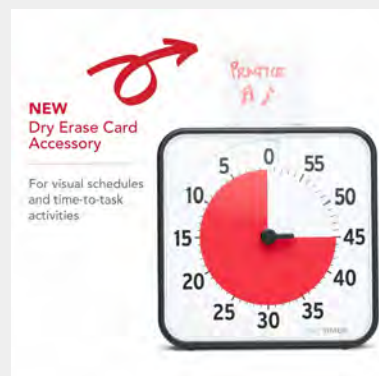 NEW
Dry Erase Card
Accessory
For visual schedules
and time-to-task
activities
PRACTICE
0
55
50
45
40
35
30
25
20
15
10
5
TIMER